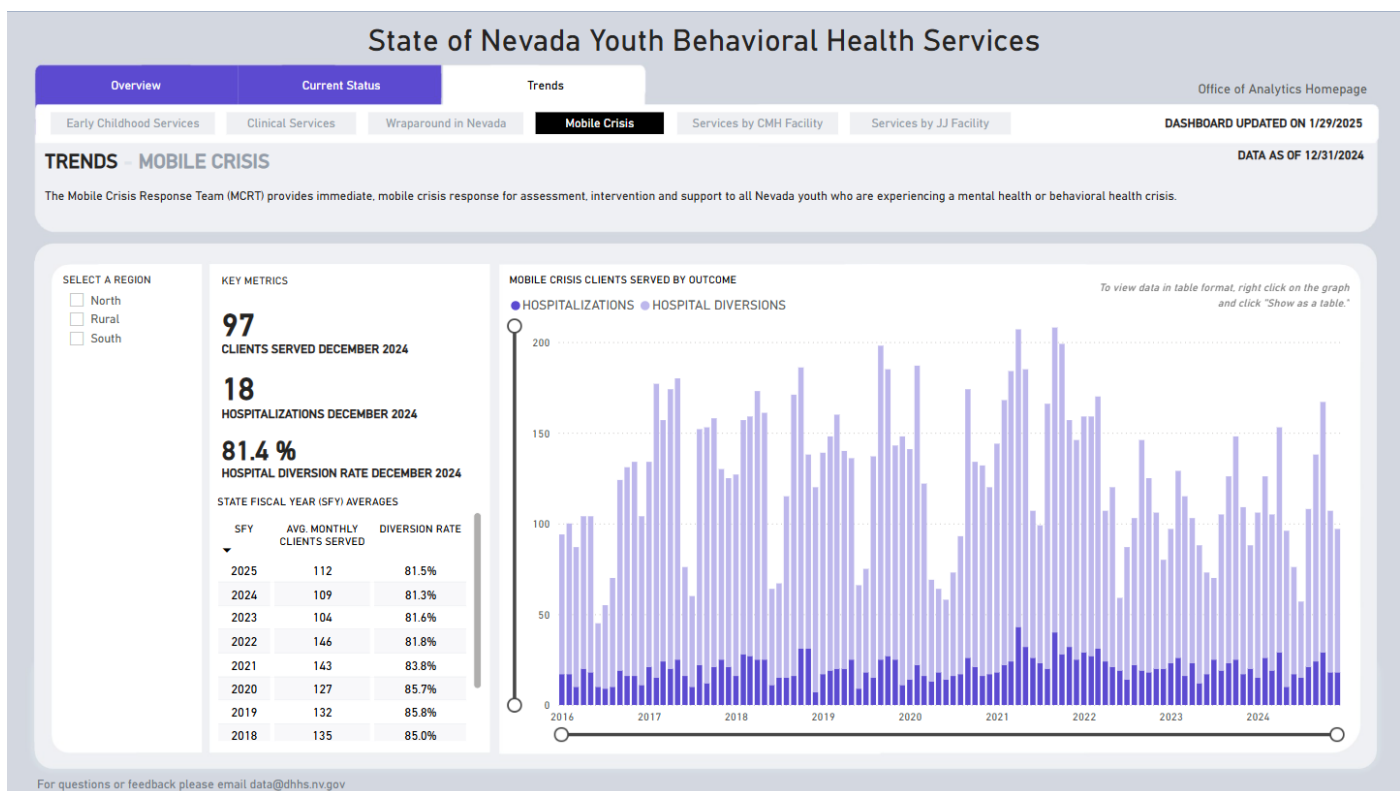 State of Nevada Youth Behavioral Health Services
Overview
Current Status
Trends
Office of Analytics Homepage
Early Childhood Services
Clinical Services
Wraparound in Nevada
Mobile Crisis
Services by CMH Facility
Services by JJ Facility
DASHBOARD UPDATED ON 1/29/2025
TRENDS - MOBILE CRISIS
DATA AS OF 12/31/2024
The Mobile Crisis Response Team (MCRT) provides immediate, mobile crisis response for assessment, intervention and support to all Nevada youth who are experiencing a mental health or behavioral health crisis.
SELECT A REGION
North
Rural
South
KEY METRICS
97
CLIENTS SERVED DECEMBER 2024
18
HOSPITALIZATIONS DECEMBER 2024
81.4 %
HOSPITAL DIVERSION RATE DECEMBER 2024
STATE FISCAL YEAR (SFY) AVERAGES
SFY AVG. MONTHLY DIVERSION RATE
CLIENTS SERVED
2025 112 81.5%
2024 109 81.3%
2023 104 81.6%
2022 146 81.8%
2021 143 83.8%
2020 127 85.7%
2019 132 85.8%
2018 135 85.0%
MOBILE CRISIS CLIENTS SERVED BY OUTCOME
To view data in table format, right click on the graph
and click "Show as a table."
HOSPITALIZATIONS HOSPITAL DIVERSIONS
200
150
100
50
0
2016 2017 2018 2019 2020 2021 2022 2023 2024
For questions or feedback please email data@dhhs.nv.gov